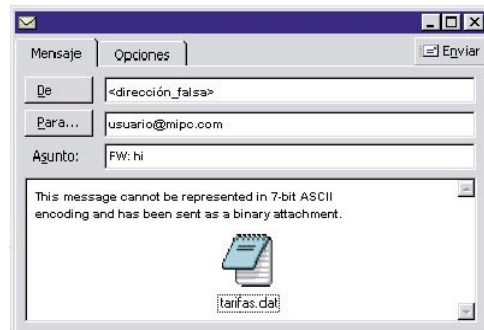 Mensaje
Opciones
Enviar
De
<dirección_falsa>
Para...
usuario@mipc.com
Asunto:
FW: hi
This message cannot be represented in 7-bit ASCII
encoding and has been sent as a binary attachment.
tarifas.dat